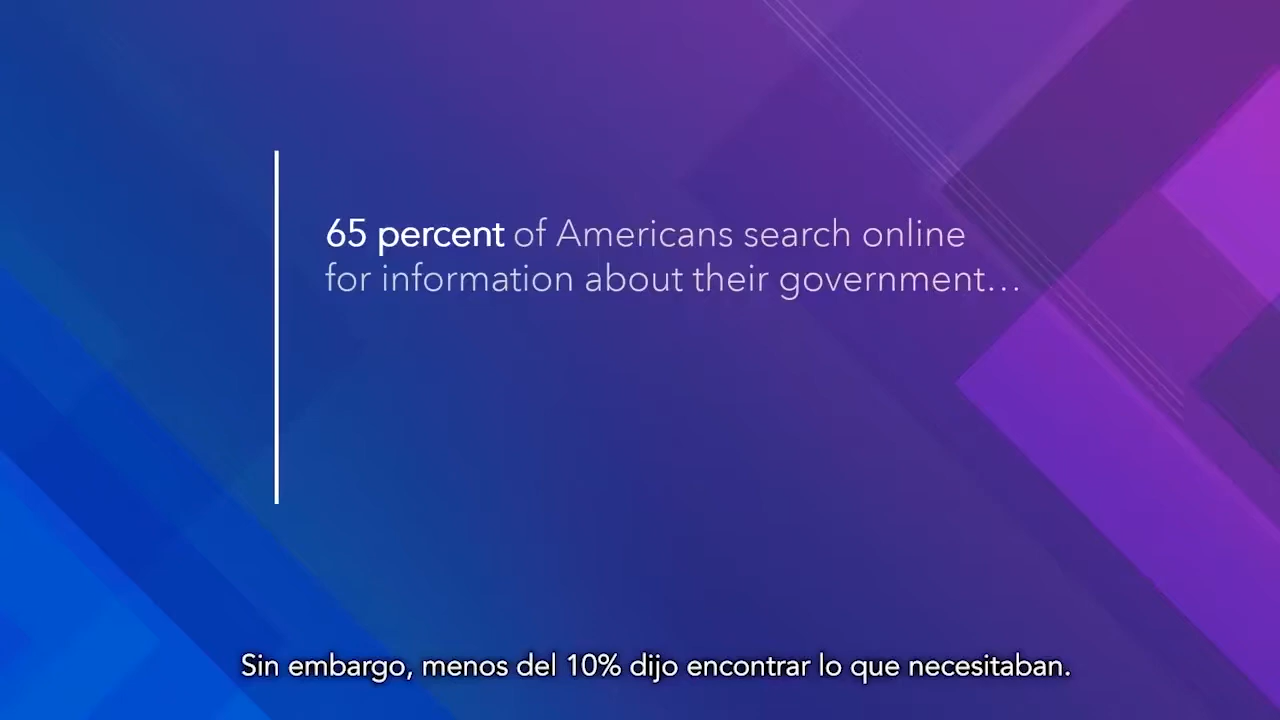 65 percent of Americans search online
for information about their government…
Sin embargo, menos del 10% dijo encontrar lo que necesitaban.